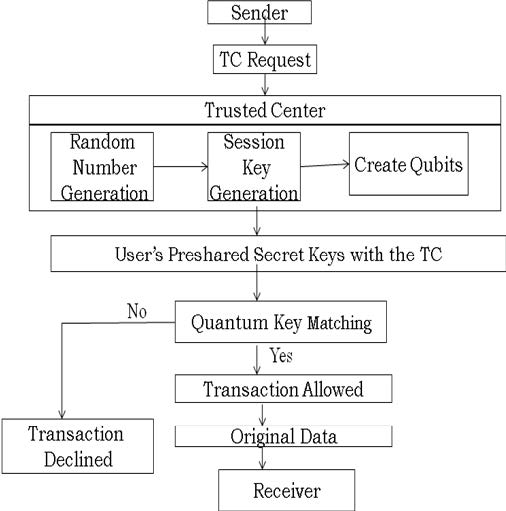 Sender
TC Request
Trusted Center
Random
Number
Generation
Session
Key
Generation
Create Qubits
User's Preshared Secret Keys with the TC
No
Quantum Key Matching
Yes
Transaction Allowed
Transaction
Declined
Original Data
Receiver